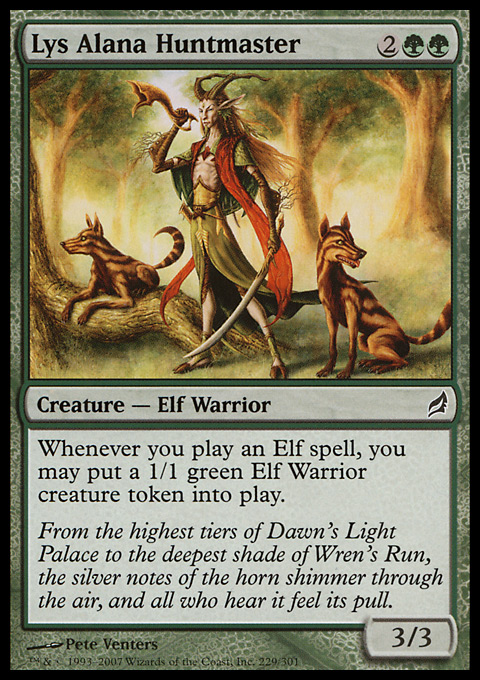 Lys Alana Huntmaster 2
Creature — Elf Warrior
Whenever you play an Elf spell, you
may put a 1/1 green Elf Warrior
creature token into play.
From the highest tiers of Dawn's Light
Palace to the deepest shade of Wren's Run,
the silver notes of the horn shimmer through
the air, and all who hear it feel its pull.
Pete Venters
3/3
™ & © 1993–2007 Wizards of the Coast, Inc. 229/301